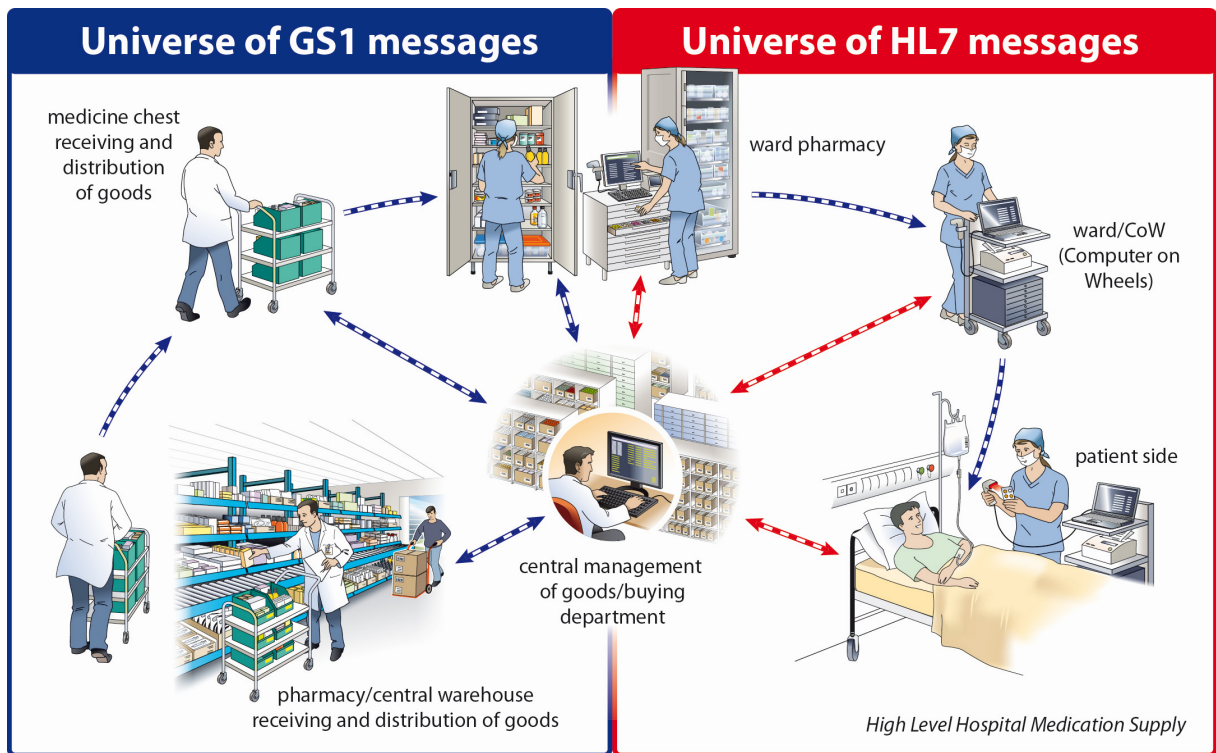 Universe of GS1 messages
Universe of HL7 messages
medicine chest
receiving and
distribution
of goods
ward pharmacy
ward/CoW
(Computer on
Wheels)
patient side
central management
of goods/buying
department
pharmacy/central warehouse
receiving and distribution of goods
High Level Hospital Medication Supply